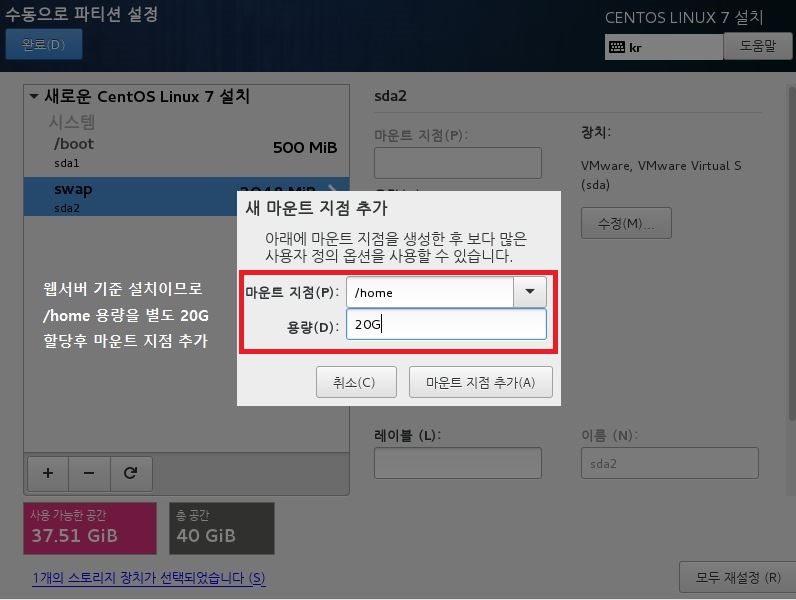 수동으로 파티션 설정
CENTOS LINUX 7 설치
완료(D)
kr
도움말
새로운 CentOS Linux 7 설치
시스템
/boot
500 MiB
sda1
swap
2048 MiB
sda2
sda2
마운트 지점(P):
장치:
VMware, VMware Virtual S
(sda)
수정(M)...
새 마운트 지점 추가
아래에 마운트 지점을 생성한 후 보다 많은
사용자 정의 옵션을 사용할 수 있습니다.
마운트 지점(P):
/home
용량(D):
20G
취소(C)
마운트 지점 추가(A)
웹서버 기준 설치이므로
/home 용량을 별도 20G
할당후 마운트 지점 추가
레이블 (L):
이름 (N):
sda2
사용 가능한 공간
37.51 GiB
총 공간
40 GiB
1개의 스토리지 장치가 선택되었습니다 (S)
모두 재설정 (R)